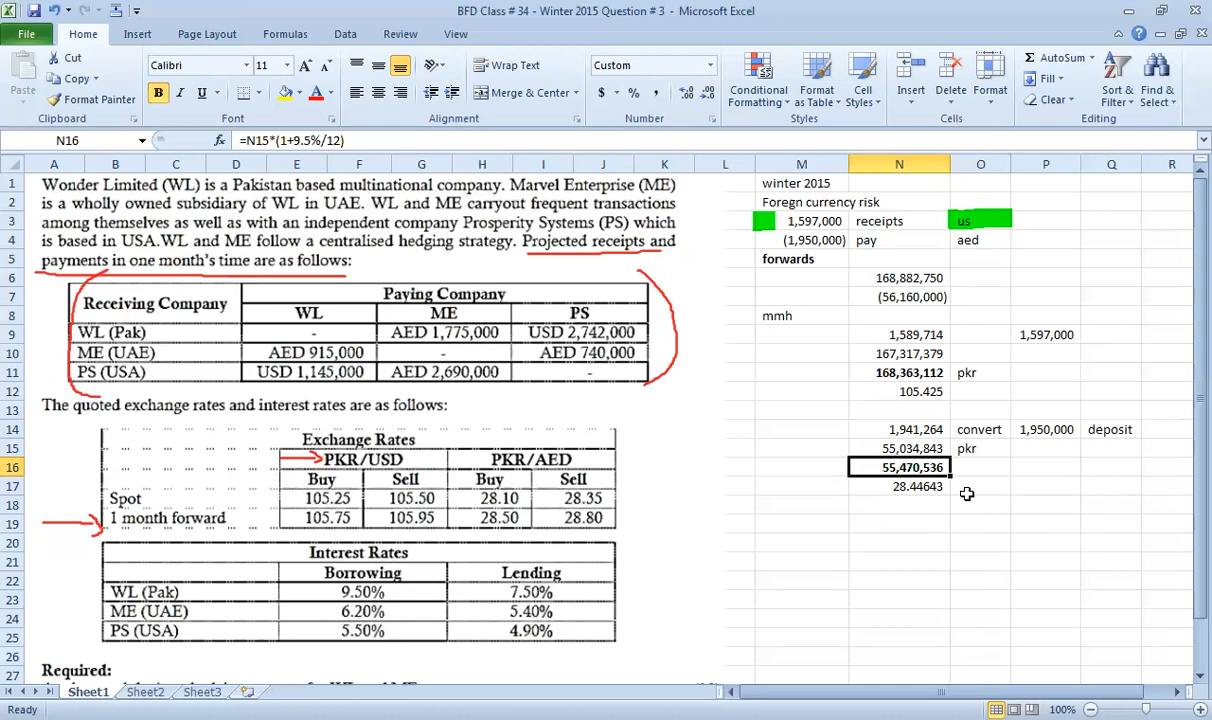 BFD Class # 34 - Winter 2015 Question # 3 - Microsoft Excel
File Home Insert Page Layout Formulas Data Review View
Cut
Copy
Format Painter
Paste
Clipboard
Calibri 11
B I U
Font
Wrap Text
Merge & Center
Alignment
Custom
$ % ,
Number
Conditional Formatting
Format as Table
Cell Styles
Styles
Insert Delete Format
Cells
AutoSum
Fill
Clear
Sort & Filter
Find & Select
Editing
N16 fx =N15*(1+9.5%/12)
A B C D E F G H I J K L M N O P Q R
1 2 3 4 5 6 7 8 9 10 11 12 13 14 15 16 17 18 19 20 21 22 23 24 25 26 27
Wonder Limited (WL) is a Pakistan based multinational company. Marvel Enterprise (ME)
is a wholly owned subsidiary of WL in UAE. WL and ME carryout frequent transactions
among themselves as well as with an independent company Prosperity Systems (PS) which
is based in USA.WL and ME follow a centralised hedging strategy. Projected receipts and
payments in one month's time are as follows:
Receiving Company Paying Company
WL ME PS
WL (Pak) - AED 1,775,000 USD 2,742,000
ME (UAE) AED 915,000 - AED 740,000
PS (USA) USD 1,145,000 AED 2,690,000 -
The quoted exchange rates and interest rates are as follows:
Exchange Rates
PKR/USD PKR/AED
Buy Sell Buy Sell
Spot 105.25 105.50 28.10 28.35
1 month forward 105.75 105.95 28.50 28.80
Interest Rates
Borrowing Lending
WL (Pak) 9.50% 7.50%
ME (UAE) 6.20% 5.40%
PS (USA) 5.50% 4.90%
Required:
winter 2015
Foregn currency risk
1,597,000 receipts us
(1,950,000) pay aed
forwards
168,882,750
(56,160,000)
mmh
1,589,714 1,597,000
167,317,379
168,363,112 pkr
105.425
1,941,264 convert 1,950,000 deposit
55,034,843 pkr
55,470,536
28.44643
Sheet1 Sheet2 Sheet3
Ready 100%